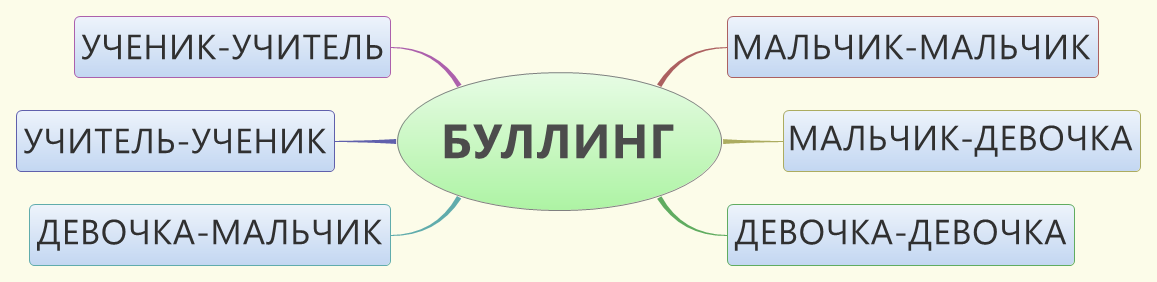 УЧЕНИК-УЧИТЕЛЬ
МАЛЬЧИК-МАЛЬЧИК
УЧИТЕЛЬ-УЧЕНИК
БУЛЛИНГ
МАЛЬЧИК-ДЕВОЧКА
ДЕВОЧКА-МАЛЬЧИК
ДЕВОЧКА-ДЕВОЧКА